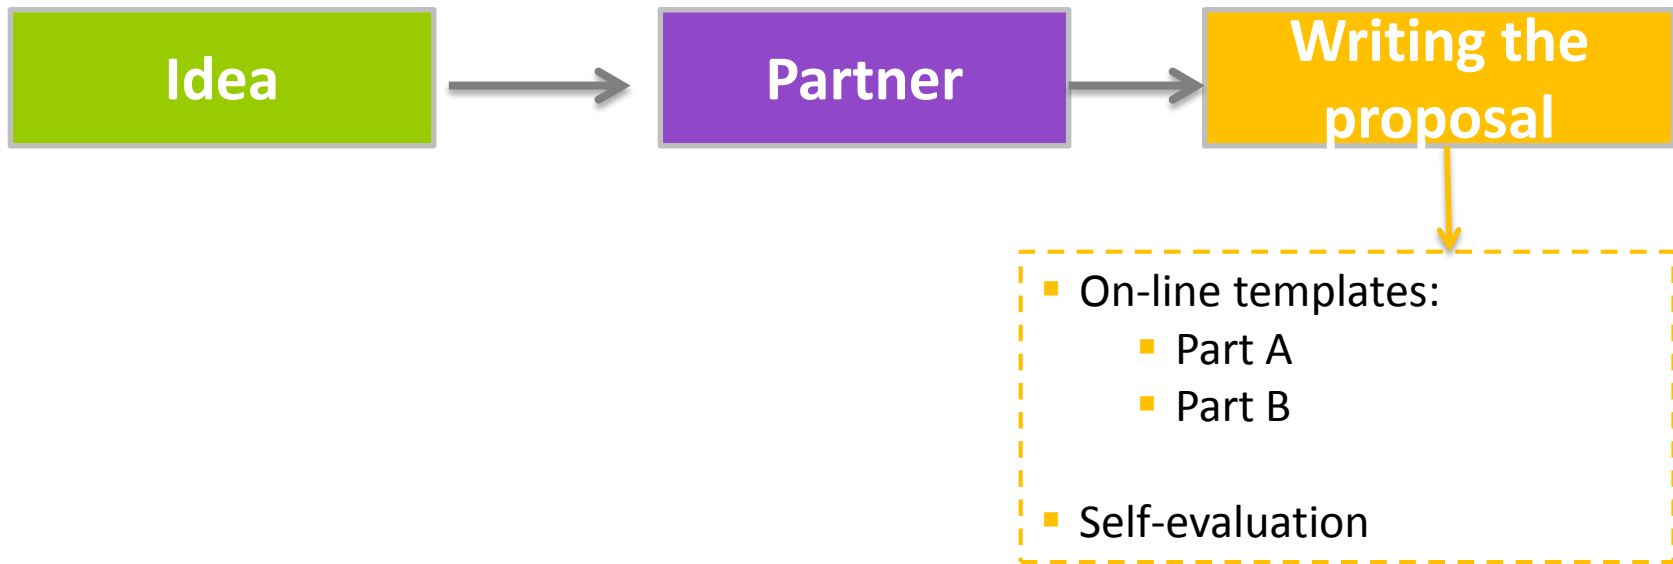 Idea
Partner
Writing the
proposal
On-line templates:
Part A
Part B
Self-evaluation